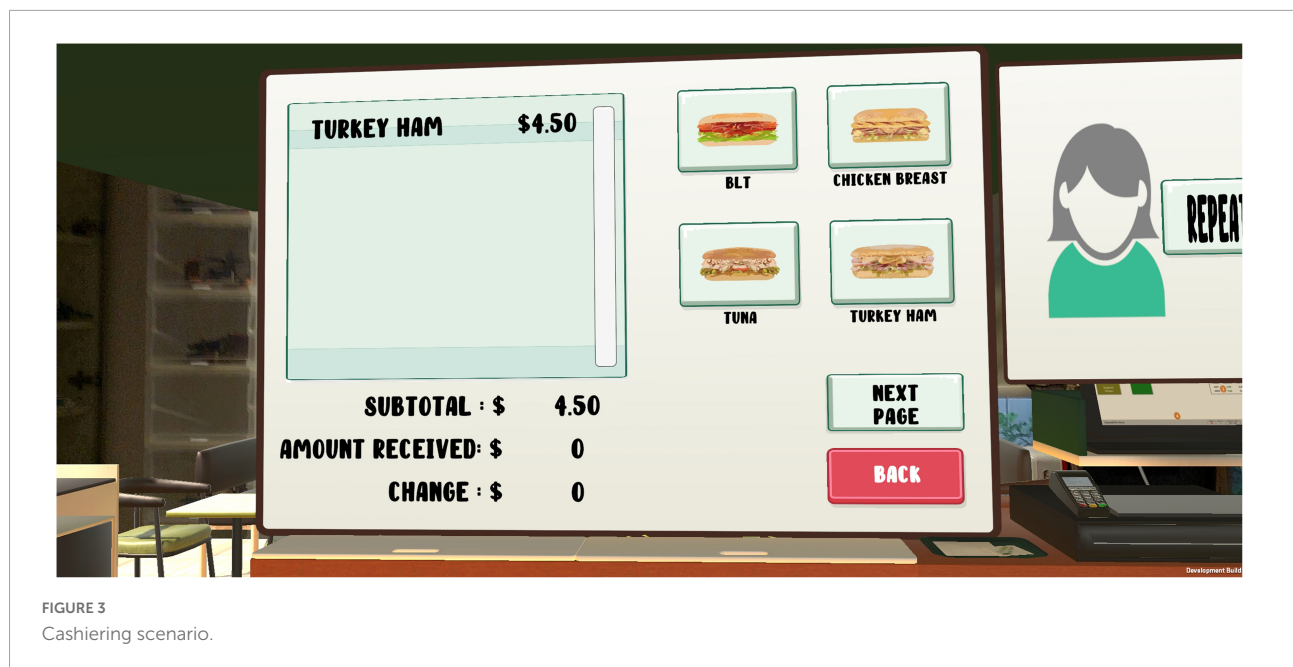 TURKEY HAM $4.50
BLT
CHICKEN BREAST
TUNA
TURKEY HAM
SUBTOTAL : $ 4.50
AMOUNT RECEIVED: $ 0
CHANGE : $ 0
NEXT
PAGE
BACK
Development Build
FIGURE 3
Cashiering scenario.